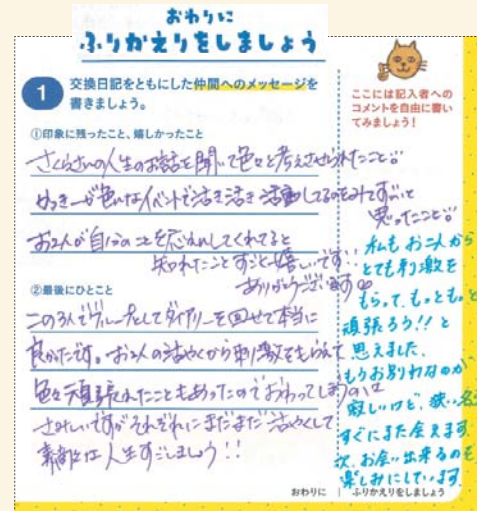 おわりに
ふりかえりをしましょう
1
交換日記をともにした仲間へのメッセージを
書きましょう。
ここには記入者への
コメントを自由に書い
てみましょう!
①印象に残ったこと、嬉しかったこと
さくらさんの人生のお話を聞いて色々と考えさせられたこと。
ゆっきーが色んなイベントで活き活き活動してるのをみてすごいと
思ったこと。
お2人が自分のことを
してくれてると
知れたことすごく嬉しいです!!
ありがとうございます
②最後にひとこと
この3人でグループとしてダイアリーを回せて本当に
良かったです。お2人の活やくから刺激をもらえて
色々頑張れたこともあったのでおわってしまうのは
さみしいですがそれぞれにまだまだ活やくして
素敵な人生すごしましょう!!
私もお二人から
とても刺激を
もらって、もっともっと
頑張ろう!!と
思えました。
もうお別れなのが
寂しいけど、狭い
すぐにまた会えます
次、お会い出来るのを
楽しみにしています。
おわりに | ふりかえりをしましょう